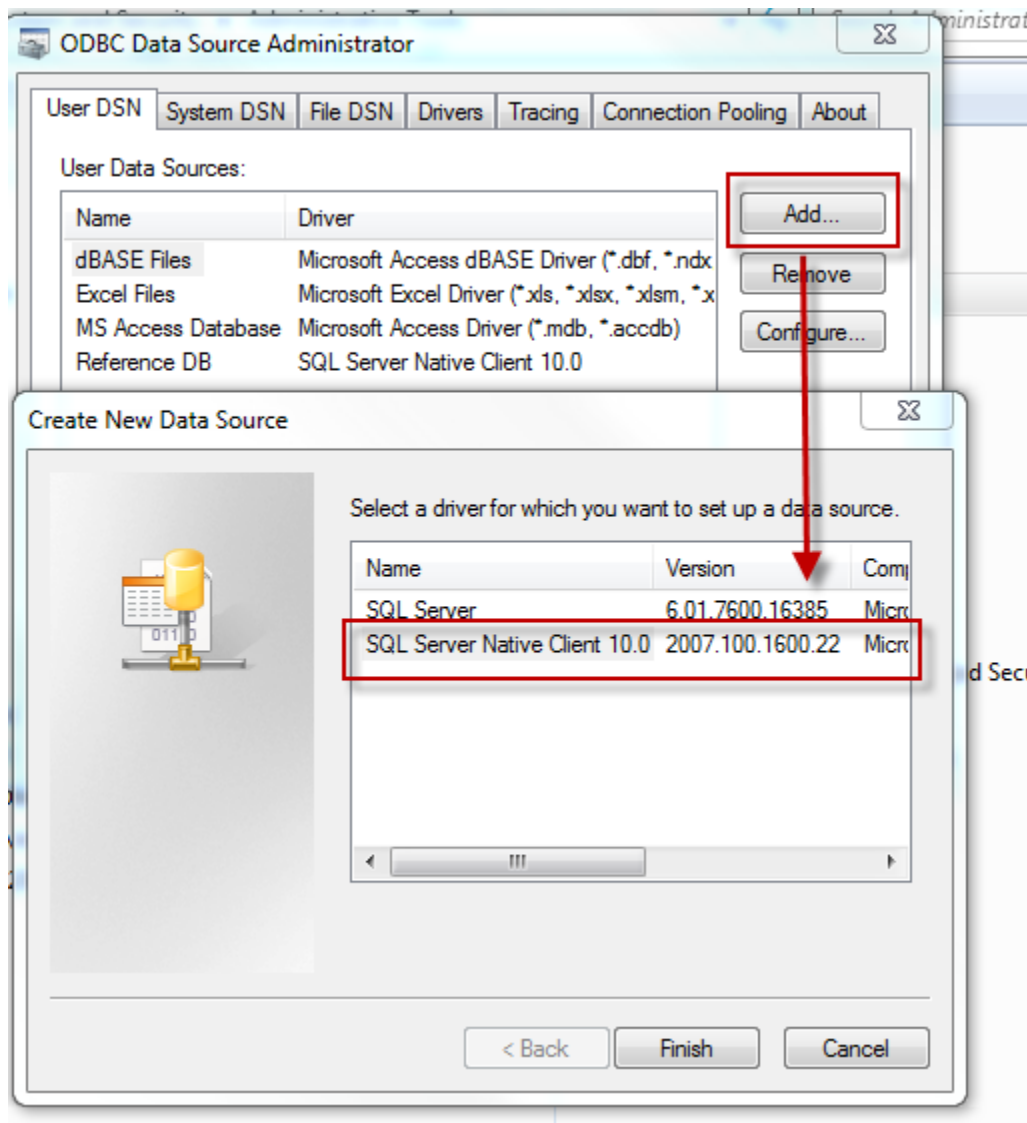 ODBC Data Source Administrator
User DSN System DSN File DSN Drivers Tracing Connection Pooling About
User Data Sources:
Name Driver
dBASE Files Microsoft Access dBASE Driver (*.dbf, *.ndx
Excel Files Microsoft Excel Driver (*.xls, *.xlsx, *.xlsm, *.x
MS Access Database Microsoft Access Driver (*.mdb, *.accdb)
Reference DB SQL Server Native Client 10.0
Add...
Remove
Configure...
Create New Data Source
Select a driver for which you want to set up a data source.
Name Version Comp
SQL Server 6.01.7600.16385 Micro
SQL Server Native Client 10.0 2007.100.1600.22 Micro
d Secu
< Back Finish Cancel